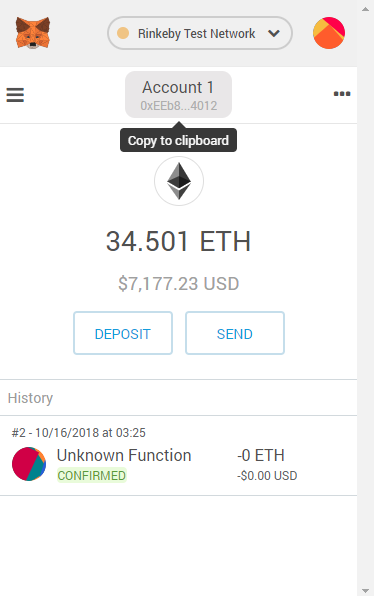 Rinkeby Test Network
Account 1
0xEEb8...4012
Copy to clipboard
34.501 ETH
$7,177.23 USD
DEPOSIT
SEND
History
#2 - 10/16/2018 at 03:25
Unknown Function
-0 ETH
CONFIRMED
-$0.00 USD